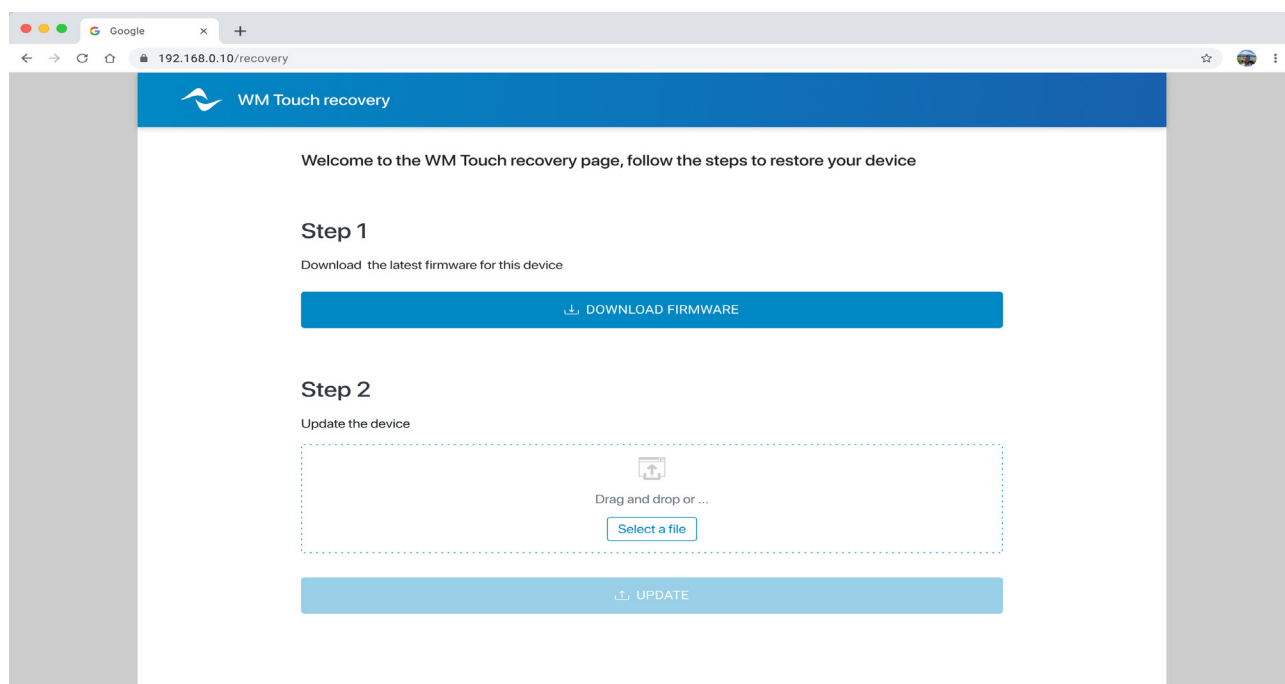 Google
192.168.0.10/recovery
WM Touch recovery
Welcome to the WM Touch recovery page, follow the steps to restore your device
Step 1
Download the latest firmware for this device
DOWNLOAD FIRMWARE
Step 2
Update the device
Drag and drop or ...
Select a file
UPDATE